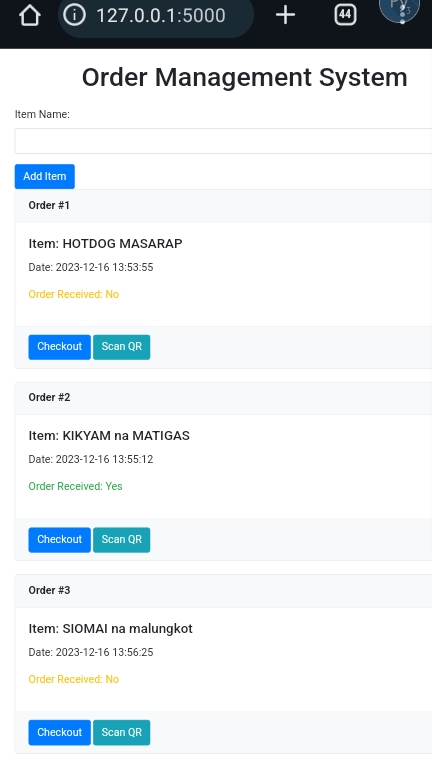 127.0.0.1:5000
44
Order Management System
Item Name:
Add Item
Order #1
Item: HOTDOG MASARAP
Date: 2023-12-16 13:53:55
Order Received: No
Checkout Scan QR
Order #2
Item: KIKYAM na MATIGAS
Date: 2023-12-16 13:55:12
Order Received: Yes
Checkout Scan QR
Order #3
Item: SIOMAI na malungkot
Date: 2023-12-16 13:56:25
Order Received: No
Checkout Scan QR